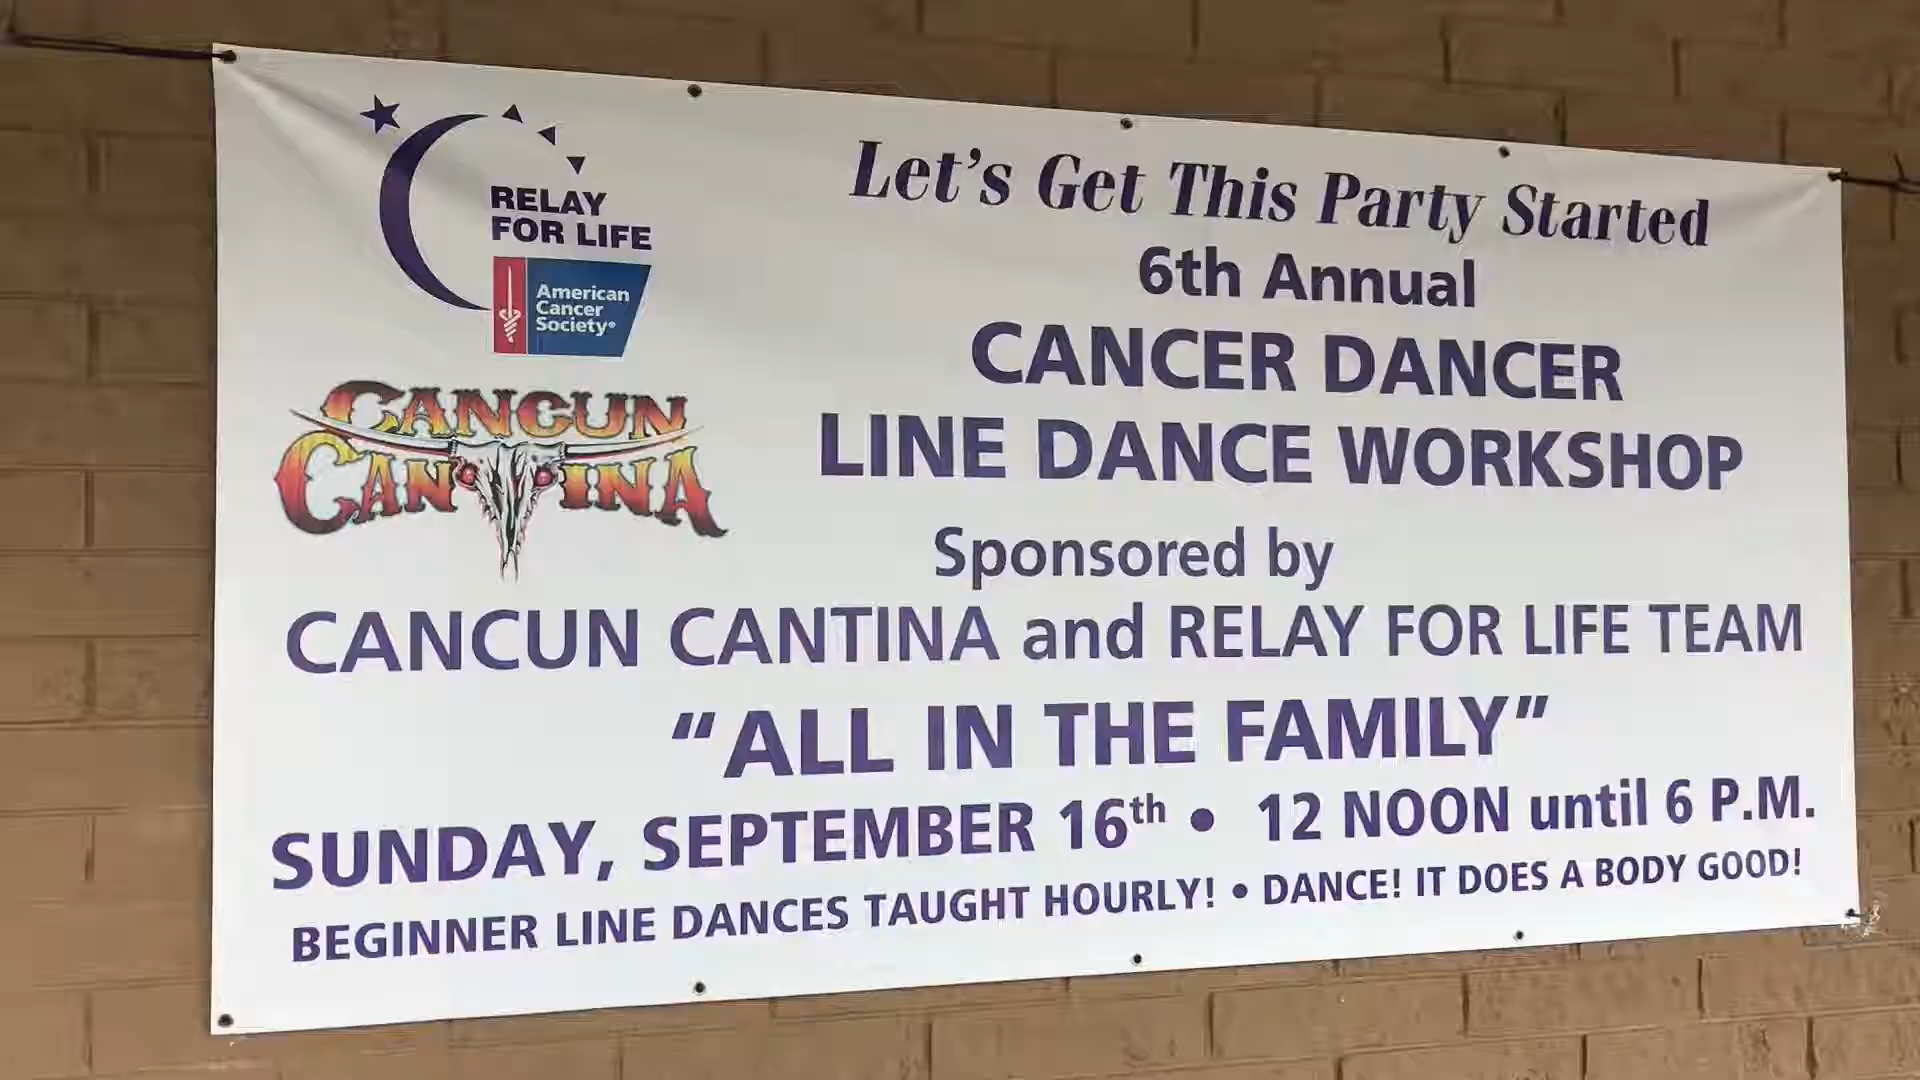 RELAY
FOR LIFE
American
Cancer
Society®
CANCUN
CANTINA
Let's Get This Party Started
6th Annual
CANCER DANCER
LINE DANCE WORKSHOP
Sponsored by
CANCUN CANTINA and RELAY FOR LIFE TEAM
"ALL IN THE FAMILY"
SUNDAY, SEPTEMBER 16th • 12 NOON until 6 P.M.
BEGINNER LINE DANCES TAUGHT HOURLY! • DANCE! IT DOES A BODY GOOD!